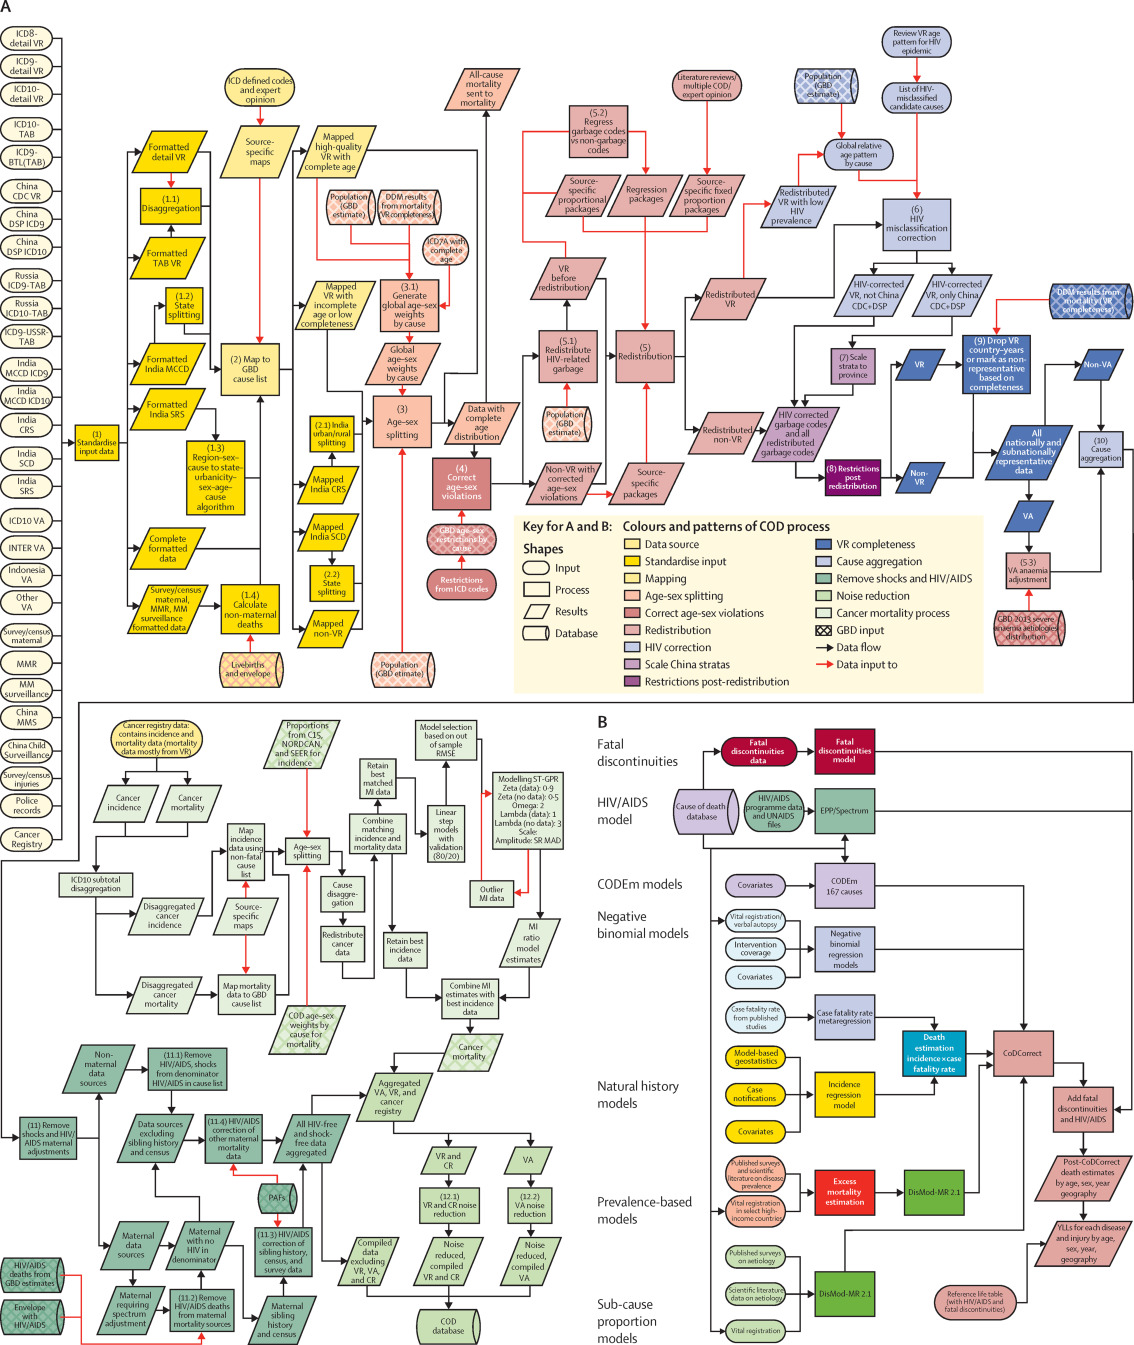 A
ICD8-
detail VR
ICD9-
detail VR
ICD10-
detail VR
ICD10-
TAB
ICD9-
BTL(TAB)
China
CDC VR
China
DSP ICD9
China
DSP ICD10
Russia
ICD9-TAB
Russia
ICD10-TAB
ICD9-USSR-
TAB
India
MCCD ICD9
India
MCCD ICD10
India
CRS
India
SCD
India
SRS
ICD10 VA
INTER VA
Indonesia
VA
Other
VA
Survey/census
maternal
MMR
MM
surveillance
China
MMS
China Child
Surveillance
Survey/census
injuries
Police
records
Cancer
Registry
(1)
Standardise
input data
Formatted
detail VR
(1.1)
Disaggregation
Formatted
TAB VR
(1.2)
State
splitting
Formatted
India MCCD
Formatted
India SRS
(1.3)
Region–sex–
cause to state–
urbanicity–
sex–age–
cause
algorithm
Complete
formatted
data
Survey/census
maternal,
MMR, MM
surveillance
formatted data
(1.4)
Calculate
non-maternal
deaths
Livebirths
and envelope
ICD defined codes
and expert
opinion
Source-
specific
maps
(2) Map to
GBD
cause list
Mapped
high-quality
VR with
complete age
Mapped
VR with
incomplete
age or low
completeness
(2.1) India
urban/rural
splitting
Mapped
India CRS
Mapped
India SCD
(2.2)
State
splitting
Mapped
non-VR
Population
(GBD
estimate)
DDM results
from mortality
VR completeness)
ICD7A with
complete
age
(3.1)
Generate
global age-sex
weights
by cause
Global
age-sex
weights
by cause
(3)
Age-sex
splitting
Population
(GBD etimate)
All-cause
mortality
sent to
mortality
Data with
complete
age
distribution
(4)
Correct
age-sex
violations
GBD age-sex
restrictions by
cause
Restrictions
from ICD codes
(5.2)
Regress
garbage codes
vs non-garbage
codes
Literature reviews/
multiple COD/
expert opinion
Source-
specific
proportional
packages
Regression
packages
Source-
specific fixed
proportion
packages
VR
before
redistribution
(5.1)
Redistribute
HIV-related
garbage
Population
(GBD
estimate)
Non-VR with
corrected
age-sex
violations
Source-
specific
packages
(5)
Redistribution
Redistributed
VR
Redistributed
non-VR
Review VR age
pattern for HIV
epidemic
List of HIV-
misclassified
candidate causes
Population
(GBD
estimate)
Global relative
age pattern
by cause
Redistributed
VR with low
HIV
prevalence
(6)
HIV
misclassification
correction
HIV-corrected
VR, not China
CDC+DSP
HIV-corrected
VR, only China
CDC+DSP
(7) Scale
strata to
province
HIV corrected
garbage codes
and all
redistributed
garbage codes
(8) Restrictions
post
redistribution
VR
Non-
VR
DDM results from
mortality (VR
completeness)
(9) Drop VR
country–years
or mark as non-
representative
based on
completeness
All
nationally and
subnationally
representative
data
Non-VA
VA
(10)
Cause
aggregation
(5.3)
VA anaemia
adjustment
GBD 2013 severe
anaemia aetiologies
distribution
Key for A and B:
Shapes
Input
Process
Results
Database
Colours and patterns of COD process
Data source
Standardise input
Mapping
Age-sex splitting
Correct age-sex violations
Redistribution
HIV correction
Scale China stratas
Restrictions post-redistribution
VR completeness
Cause aggregation
Remove shocks and HIV/AIDS
Noise reduction
Cancer mortality process
GBD input
Data flow
Data input to
Cancer registry data:
contains incidence and
mortality data (mortality
data mostly from VR)
Cancer
incidence
Cancer
mortality
ICD10 subtotal
disaggregation
Disaggregated
cancer
incidence
Disaggregated
cancer
mortality
Map
incidence
data using
non-fatal
cause
list
Source-
specific
maps
Map mortality
data to GBD
cause list
Proportions
from CI5,
NORDCAN,
and SEER for
incidence
Age-sex
splitting
Cause
disaggre-
gation
Redistribute
cancer
data
COD age–sex
weights by
cause for
mortality
Retain
best
matched
MI data
Combine
matching
incidence and
mortality data
Retain best
incidence
data
Model selection
based on out
of sample
RMSE
Linear
step
models with
validation
(80/20)
Modelling ST-GPR
Zeta (data): 0·9
Zeta (no data): 0·5
Omega: 2
Lambda (data): 1
Lambda (no data): 3
Scale:
Amplitude: SR MAD
Outlier
MI data
MI
ratio
model
estimates
Combine MI
estimates with
best incidence
data
Cancer
mortality
Non-
maternal
data
sources
(11.1) Remove
HIV/AIDS, shocks
from denominator
HIV/AIDS in cause list
(11) Remove
shocks and HIV/
AIDS maternal
adjustments
Data sources
excluding
sibling history
and census
(11.4) HIV/AIDS
correction of
other maternal
mortality
data
All HIV-free
and shock-
free data
aggregated
Aggregated
VA, VR, and
cancer
registry
PAFs
Maternal
data
sources
Maternal
with no
HIV in
denominator
(11.3) HIV/AIDS
correction of
sibling history,
census, and
survey data
HIV/AIDS
deaths from
GBD estimates
Envelope
with
HIV/AIDS
Maternal
requiring
spectrum
adjustment
(11.2) Remove
HIV/AIDS deaths
from maternal
mortality sources
Maternal
sibling
history
and census
VR and
CR
VA
(12.1)
VR and CR noise
reduction
(12.2)
VA noise
reduction
Compiled
data
excluding
VR, VA,
and CR
Noise
reduced,
compiled
VR and CR
Noise
reduced,
compiled
VA
COD
database
B
Fatal
discontinuities
Fatal
discontinuities
data
Fatal
discontinuities
model
HIV/AIDS
model
Cause of death
database
HIV/AIDS
programme data
and UNAIDS
files
EPP/Spectrum
CODEm models
Covariates
CODEm
167 causes
Negative
binomial models
Vital registration/
verbal autopsy
Intervention
coverage
Covariates
Negative
binomial
regression
models
Case fatality rate
from published
studies
Case fatality rate
metaregression
Natural history
models
Model-based
geostatistics
Case
notifications
Covariates
Incidence
regression
model
Death
estimation
incidence×case
fatality rate
CoDCorrect
Add fatal
discontinuities
and HIV/AIDS
Prevalence-based
models
Published surveys
and scientific
literature on disease
prevalence
Vital registration
in select high-
income countries
Excess
mortality
estimation
DisMod-MR 2.1
Post-CoDCorrect
death estimates
by age, sex, year
geography
YLLs for each disease
and injury by age,
sex, year,
geography
Sub-cause
proportion
models
Published surveys
on aetiology
Scientific literature
data on aetiology
Vital registration
DisMod-MR 2.1
Reference life table
(with HIV/AIDS and
fatal discontinuities)